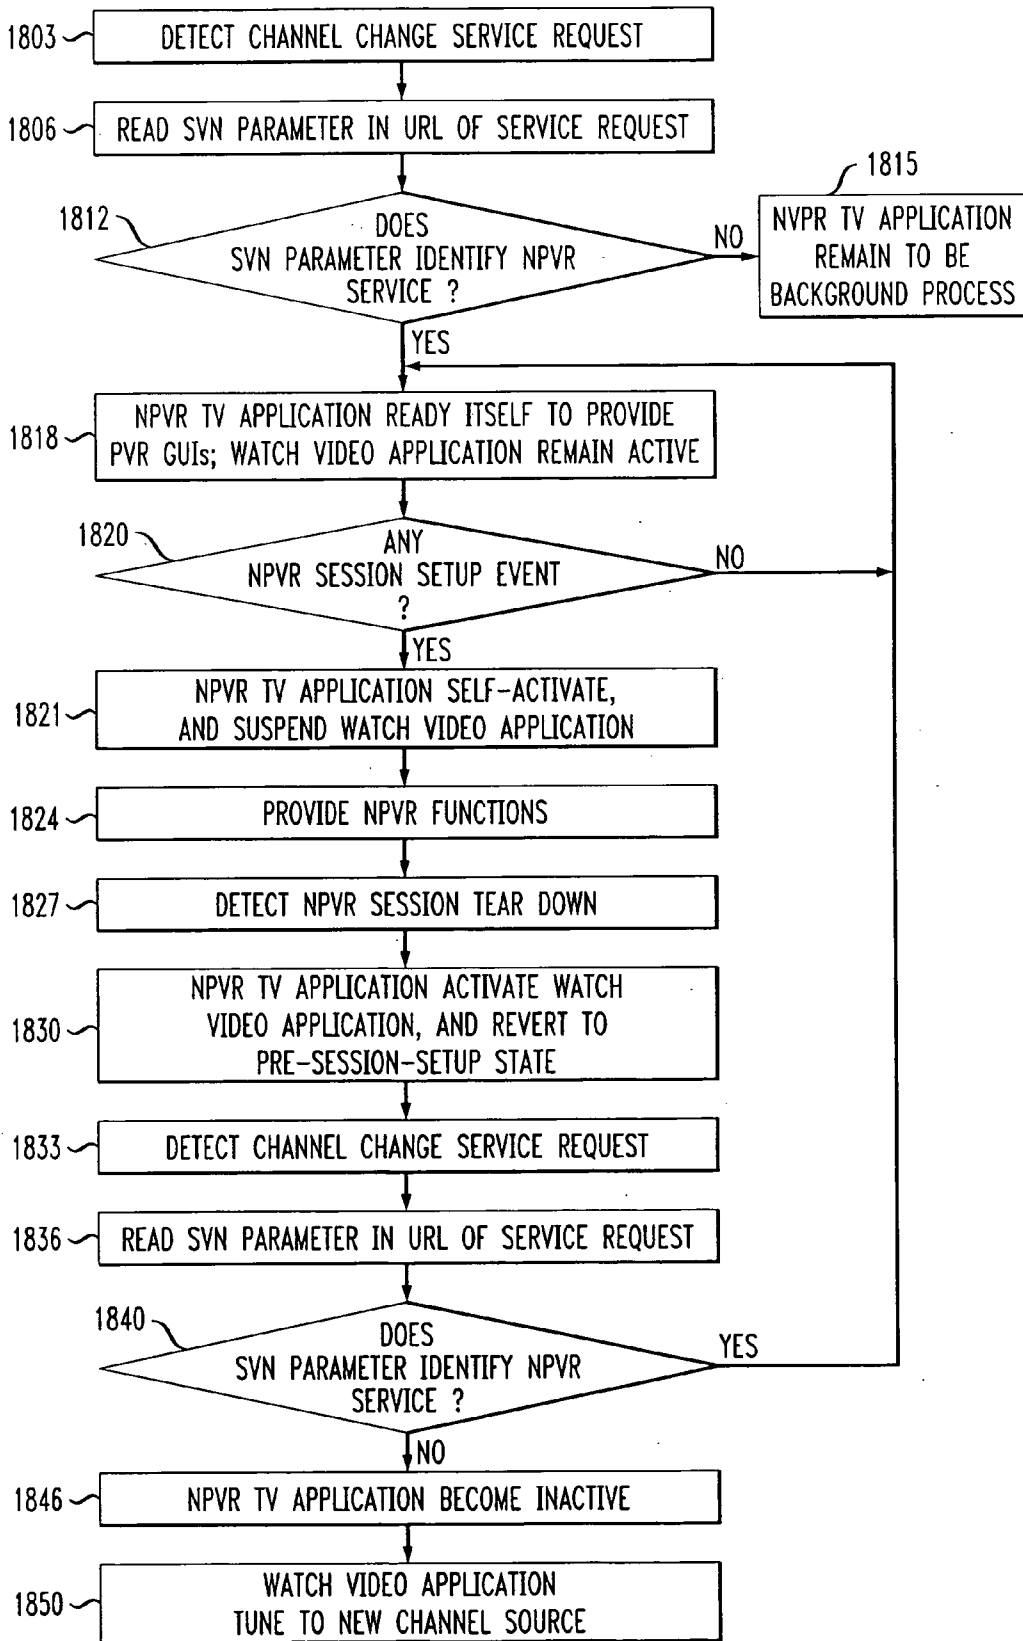 1803
DETECT CHANNEL CHANGE SERVICE REQUEST
1806
READ SVN PARAMETER IN URL OF SERVICE REQUEST
1812
DOES
SVN PARAMETER IDENTIFY NPVR
SERVICE ?
NO
1815
NVPR TV APPLICATION
REMAIN TO BE
BACKGROUND PROCESS
YES
1818
NPVR TV APPLICATION READY ITSELF TO PROVIDE
PVR GUIs; WATCH VIDEO APPLICATION REMAIN ACTIVE
1820
ANY
NPVR SESSION SETUP EVENT
?
NO
YES
1821
NPVR TV APPLICATION SELF-ACTIVATE,
AND SUSPEND WATCH VIDEO APPLICATION
1824
PROVIDE NPVR FUNCTIONS
1827
DETECT NPVR SESSION TEAR DOWN
1830
NPVR TV APPLICATION ACTIVATE WATCH
VIDEO APPLICATION, AND REVERT TO
PRE-SESSION-SETUP STATE
1833
DETECT CHANNEL CHANGE SERVICE REQUEST
1836
READ SVN PARAMETER IN URL OF SERVICE REQUEST
1840
DOES
SVN PARAMETER IDENTIFY NPVR
SERVICE ?
YES
NO
1846
NPVR TV APPLICATION BECOME INACTIVE
1850
WATCH VIDEO APPLICATION
TUNE TO NEW CHANNEL SOURCE